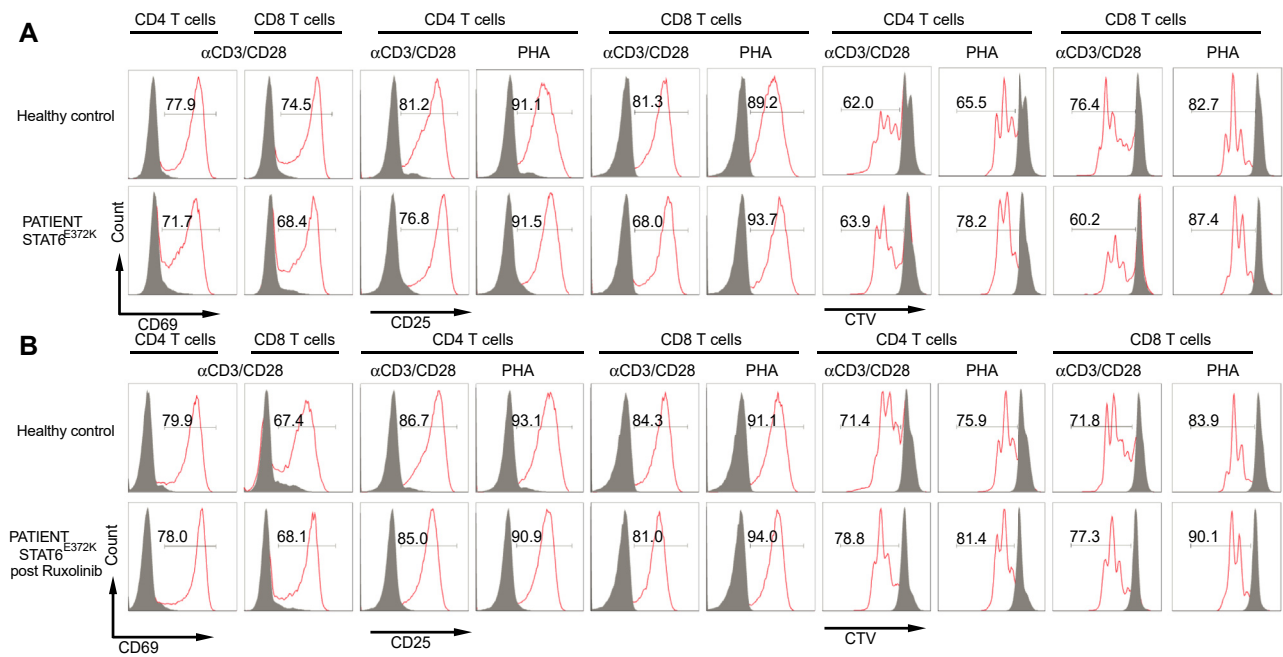 A
CD4 T cells CD8 T cells CD4 T cells CD8 T cells CD4 T cells CD8 T cells
αCD3/CD28 αCD3/CD28 PHA αCD3/CD28 PHA αCD3/CD28 PHA αCD3/CD28 PHA
Healthy control 77.9 74.5 81.2 91.1 81.3 89.2 62.0 65.5 76.4 82.7
PATIENT 71.7 68.4 76.8 91.5 68.0 93.7 63.9 78.2 60.2 87.4
STAT6E372K
Count
CD69 CD25 CTV
B
CD4 T cells CD8 T cells CD4 T cells CD8 T cells CD4 T cells CD8 T cells
αCD3/CD28 αCD3/CD28 PHA αCD3/CD28 PHA αCD3/CD28 PHA αCD3/CD28 PHA
Healthy control 79.9 67.4 86.7 93.1 84.3 91.1 71.4 75.9 71.8 83.9
PATIENT 78.0 68.1 85.0 90.9 81.0 94.0 78.8 81.4 77.3 90.1
STAT6E372K
post Ruxolinib
Count
CD69 CD25 CTV